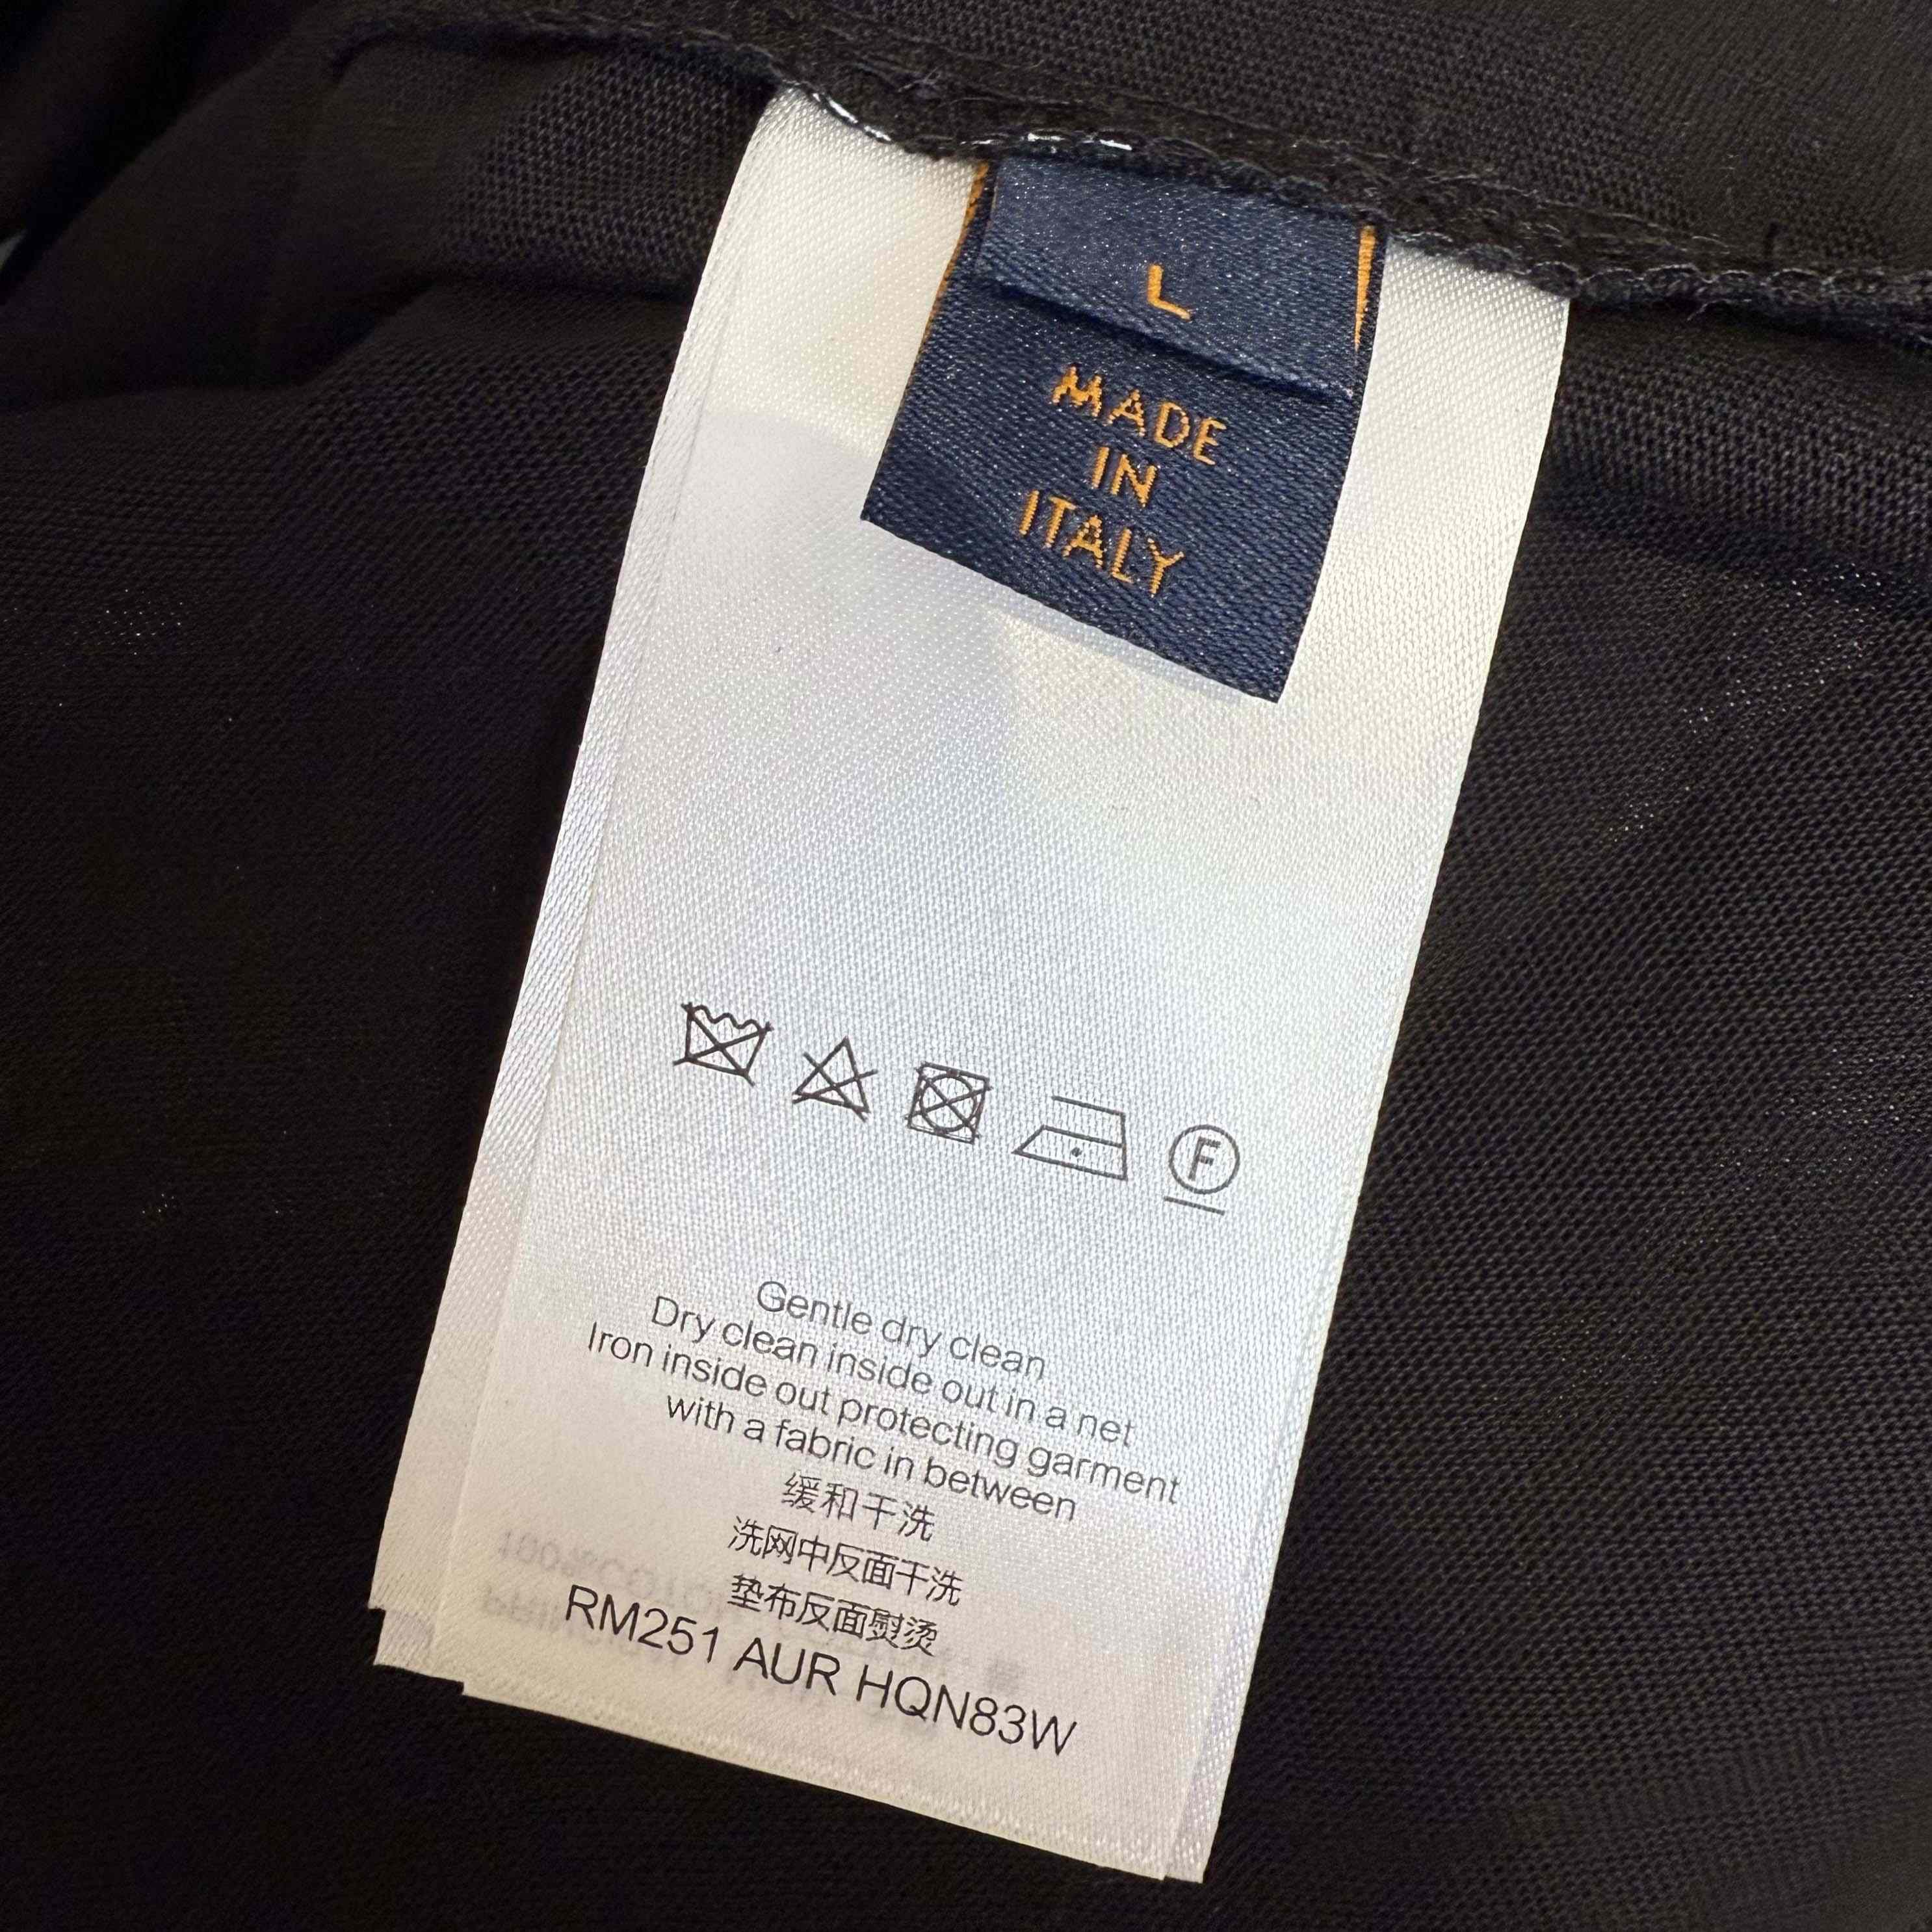 L
MADE
IN
ITALY
F
Gentle dry clean
Dry clean inside out in a net
Iron inside out protecting garment
with a fabric in between
缓和干洗
洗网中反面干洗
垫布反面熨烫
RM251 AUR HQN83W